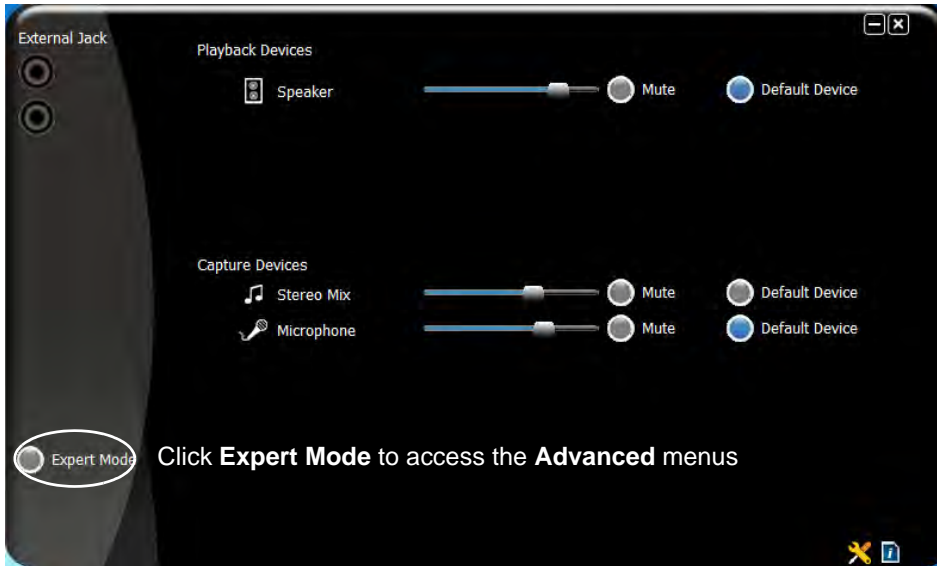 External Jack
Playback Devices
Speaker Mute Default Device
Capture Devices
Stereo Mix Mute Default Device
Microphone Mute Default Device
Expert Mode Click Expert Mode to access the Advanced menus